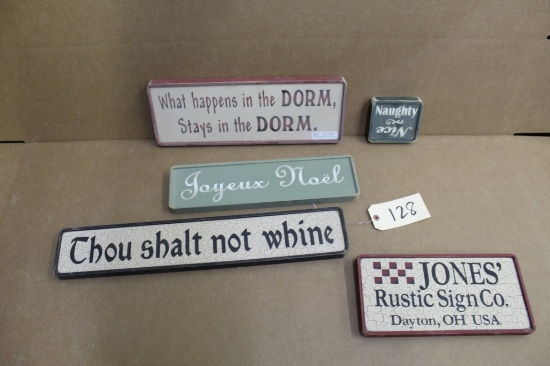 What happens in the DORM,
Stays in the DORM.
Naughty
Nice
Joyeux Noël
128
Thou shalt not whine
JONES'
Rustic Sign Co.
Dayton, OH USA